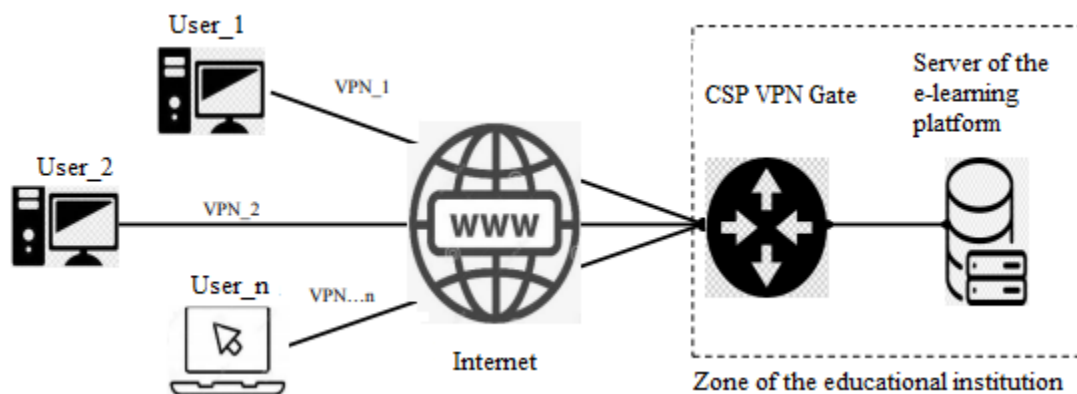 User_1
VPN_1
User_2
VPN_2
User_n
VPN...n
WWW
Internet
CSP VPN Gate
Server of the
e-learning
platform
Zone of the educational institution